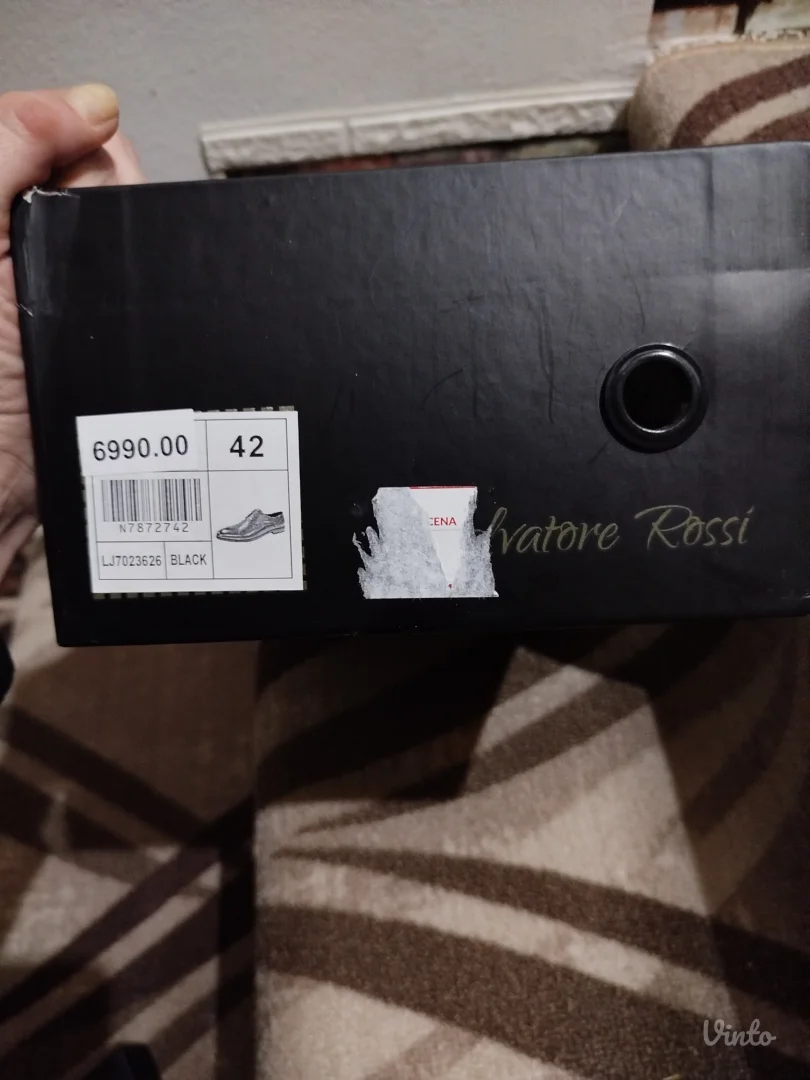 6990.00
42
N7872742
LJ7023626
BLACK
CENA
lvatore Rossi
Vinto